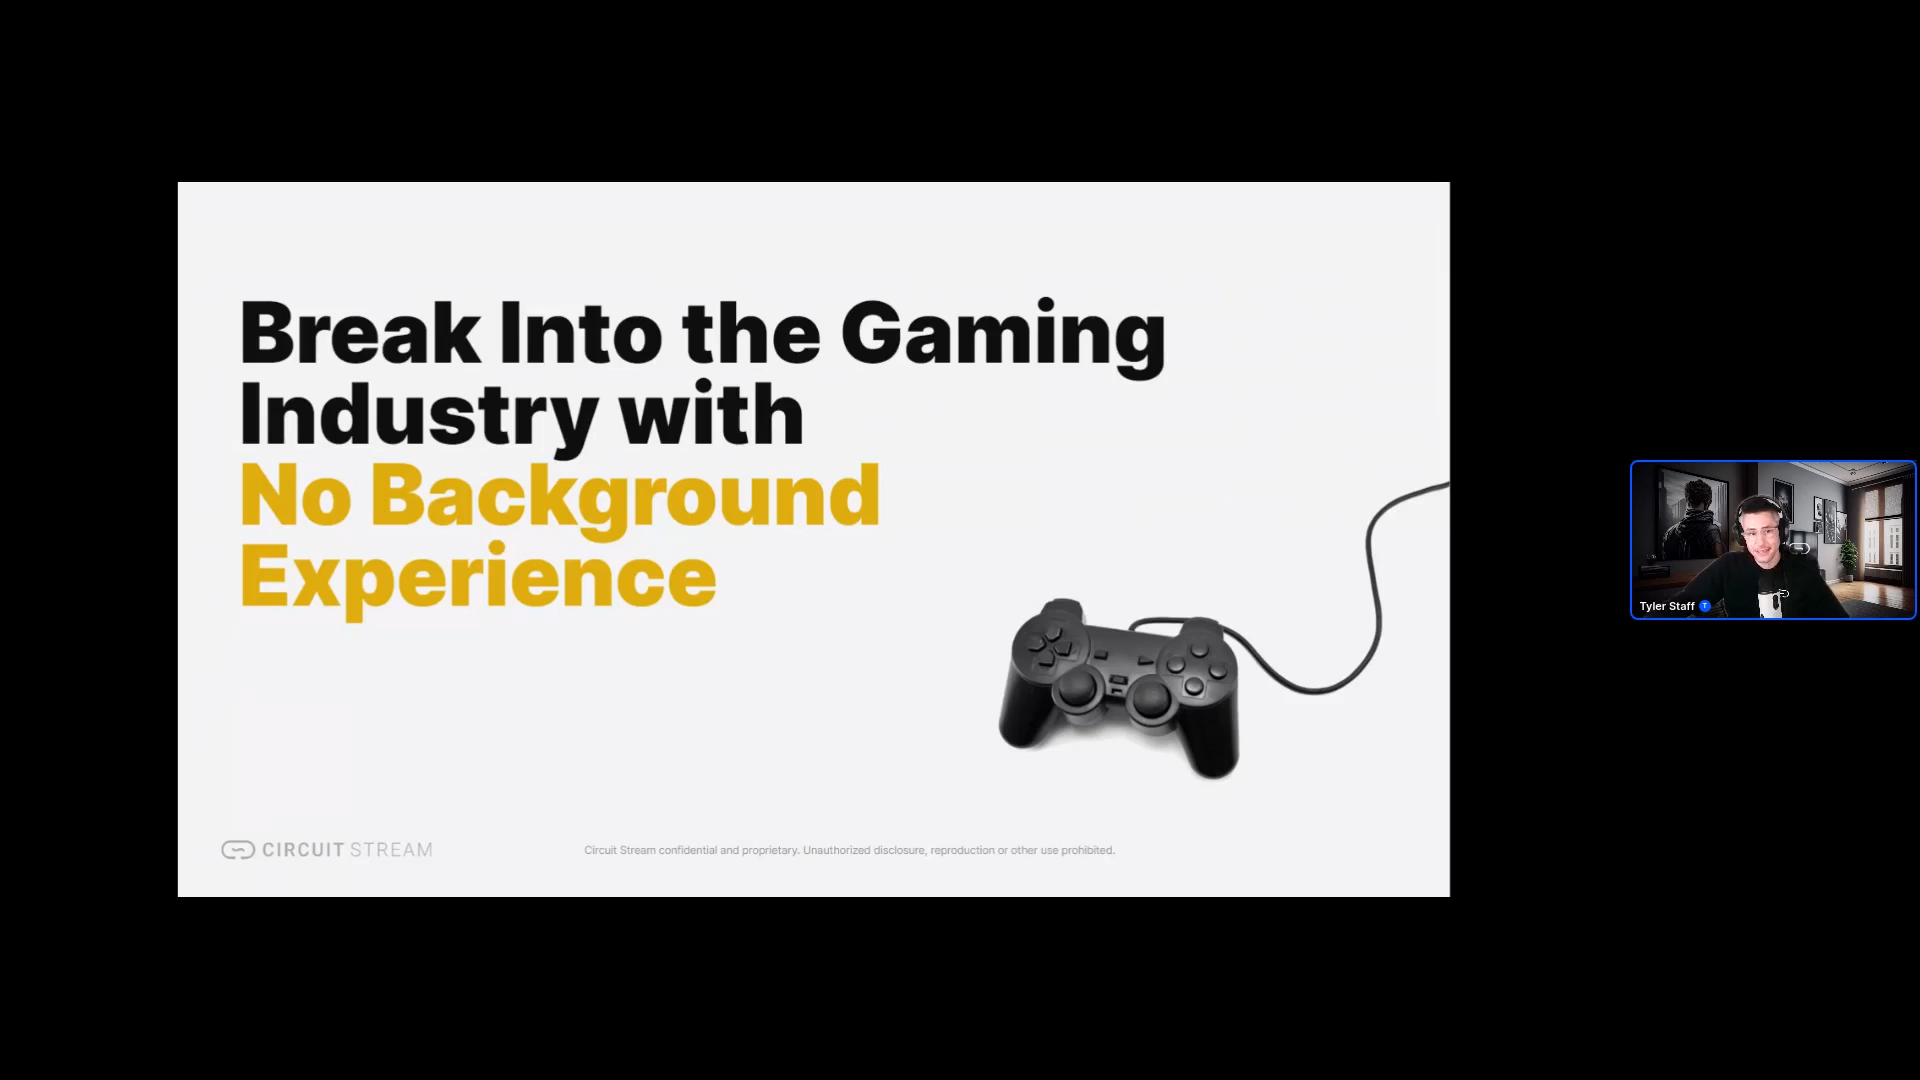 Break Into the Gaming
Industry with
No Background
Experience
CIRCUIT STREAM
Circuit Stream confidential and proprietary. Unauthorized disclosure, reproduction or other use prohibited.
Tyler Staff T